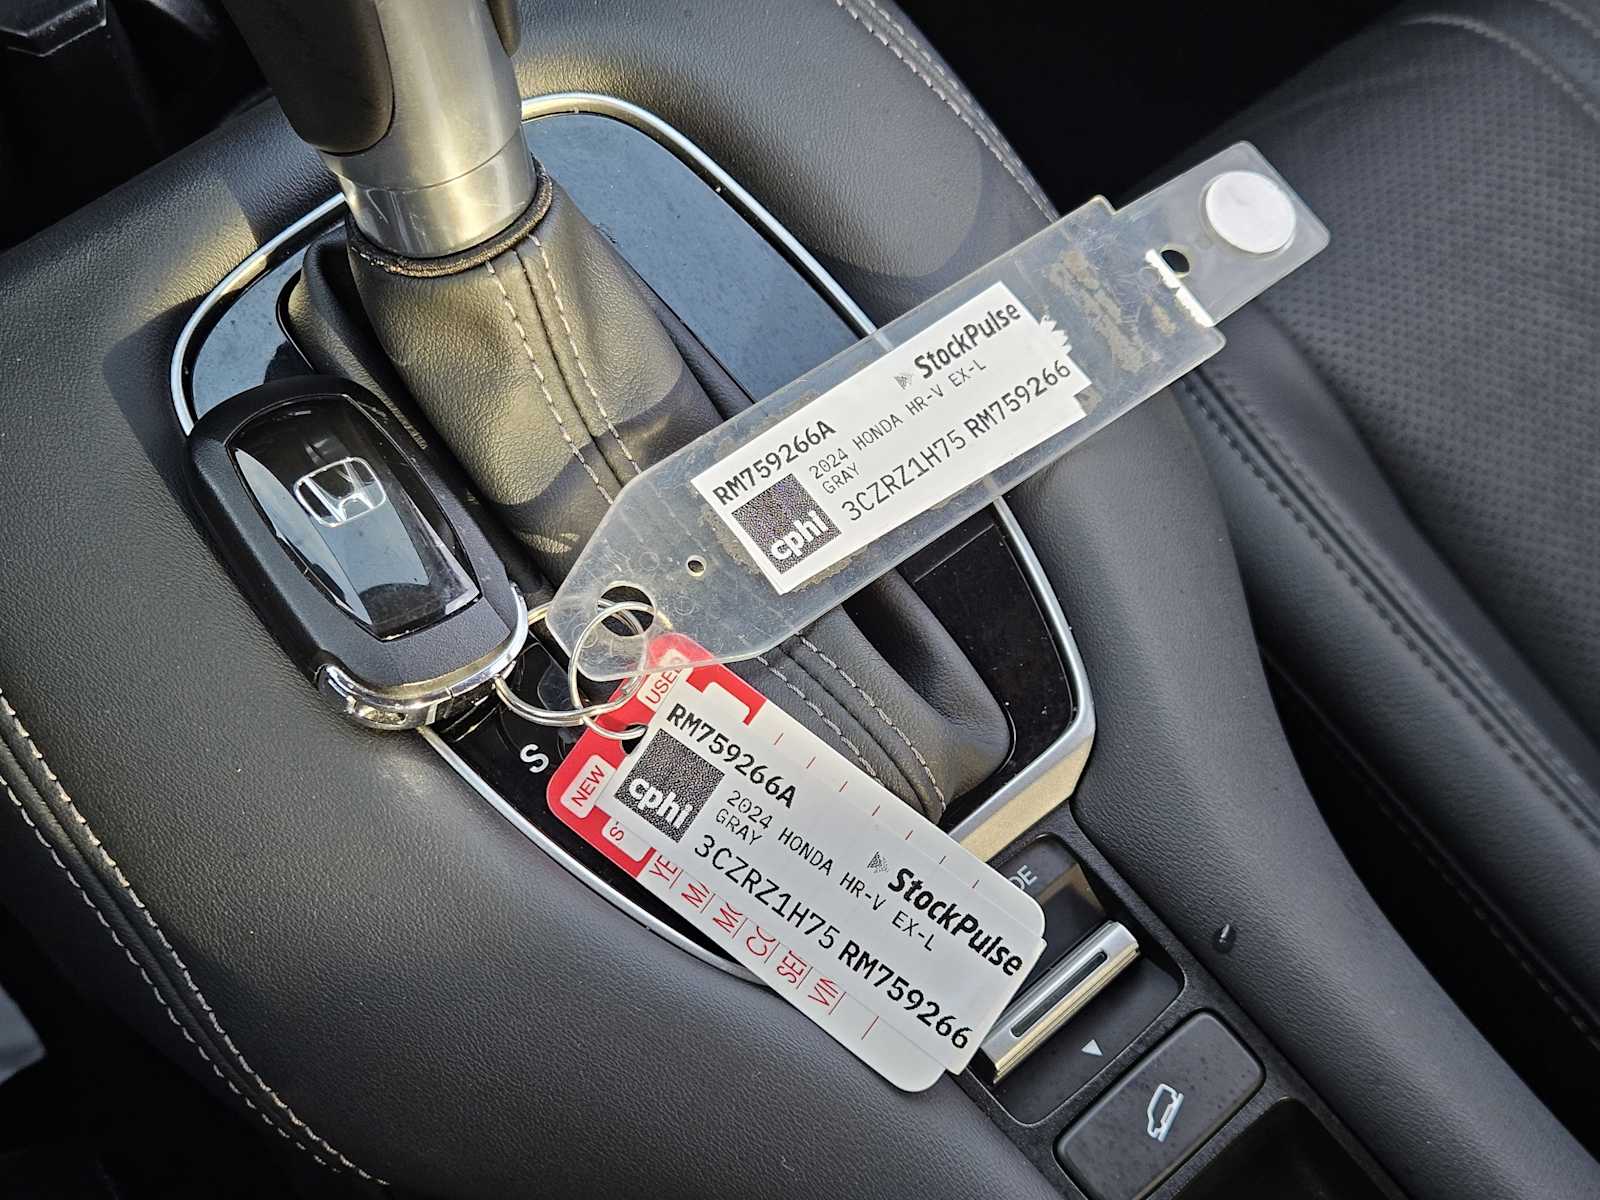 StockPulse
RM759266A
2024 HONDA HR-V EX-L
GRAY
3CZRZ1H75 RM759266
cphi
USED
NEW
RM759266A
cphi
2024 HONDA HR-V EX-L
GRAY
3CZRZ1H75 RM759266
StockPulse
S